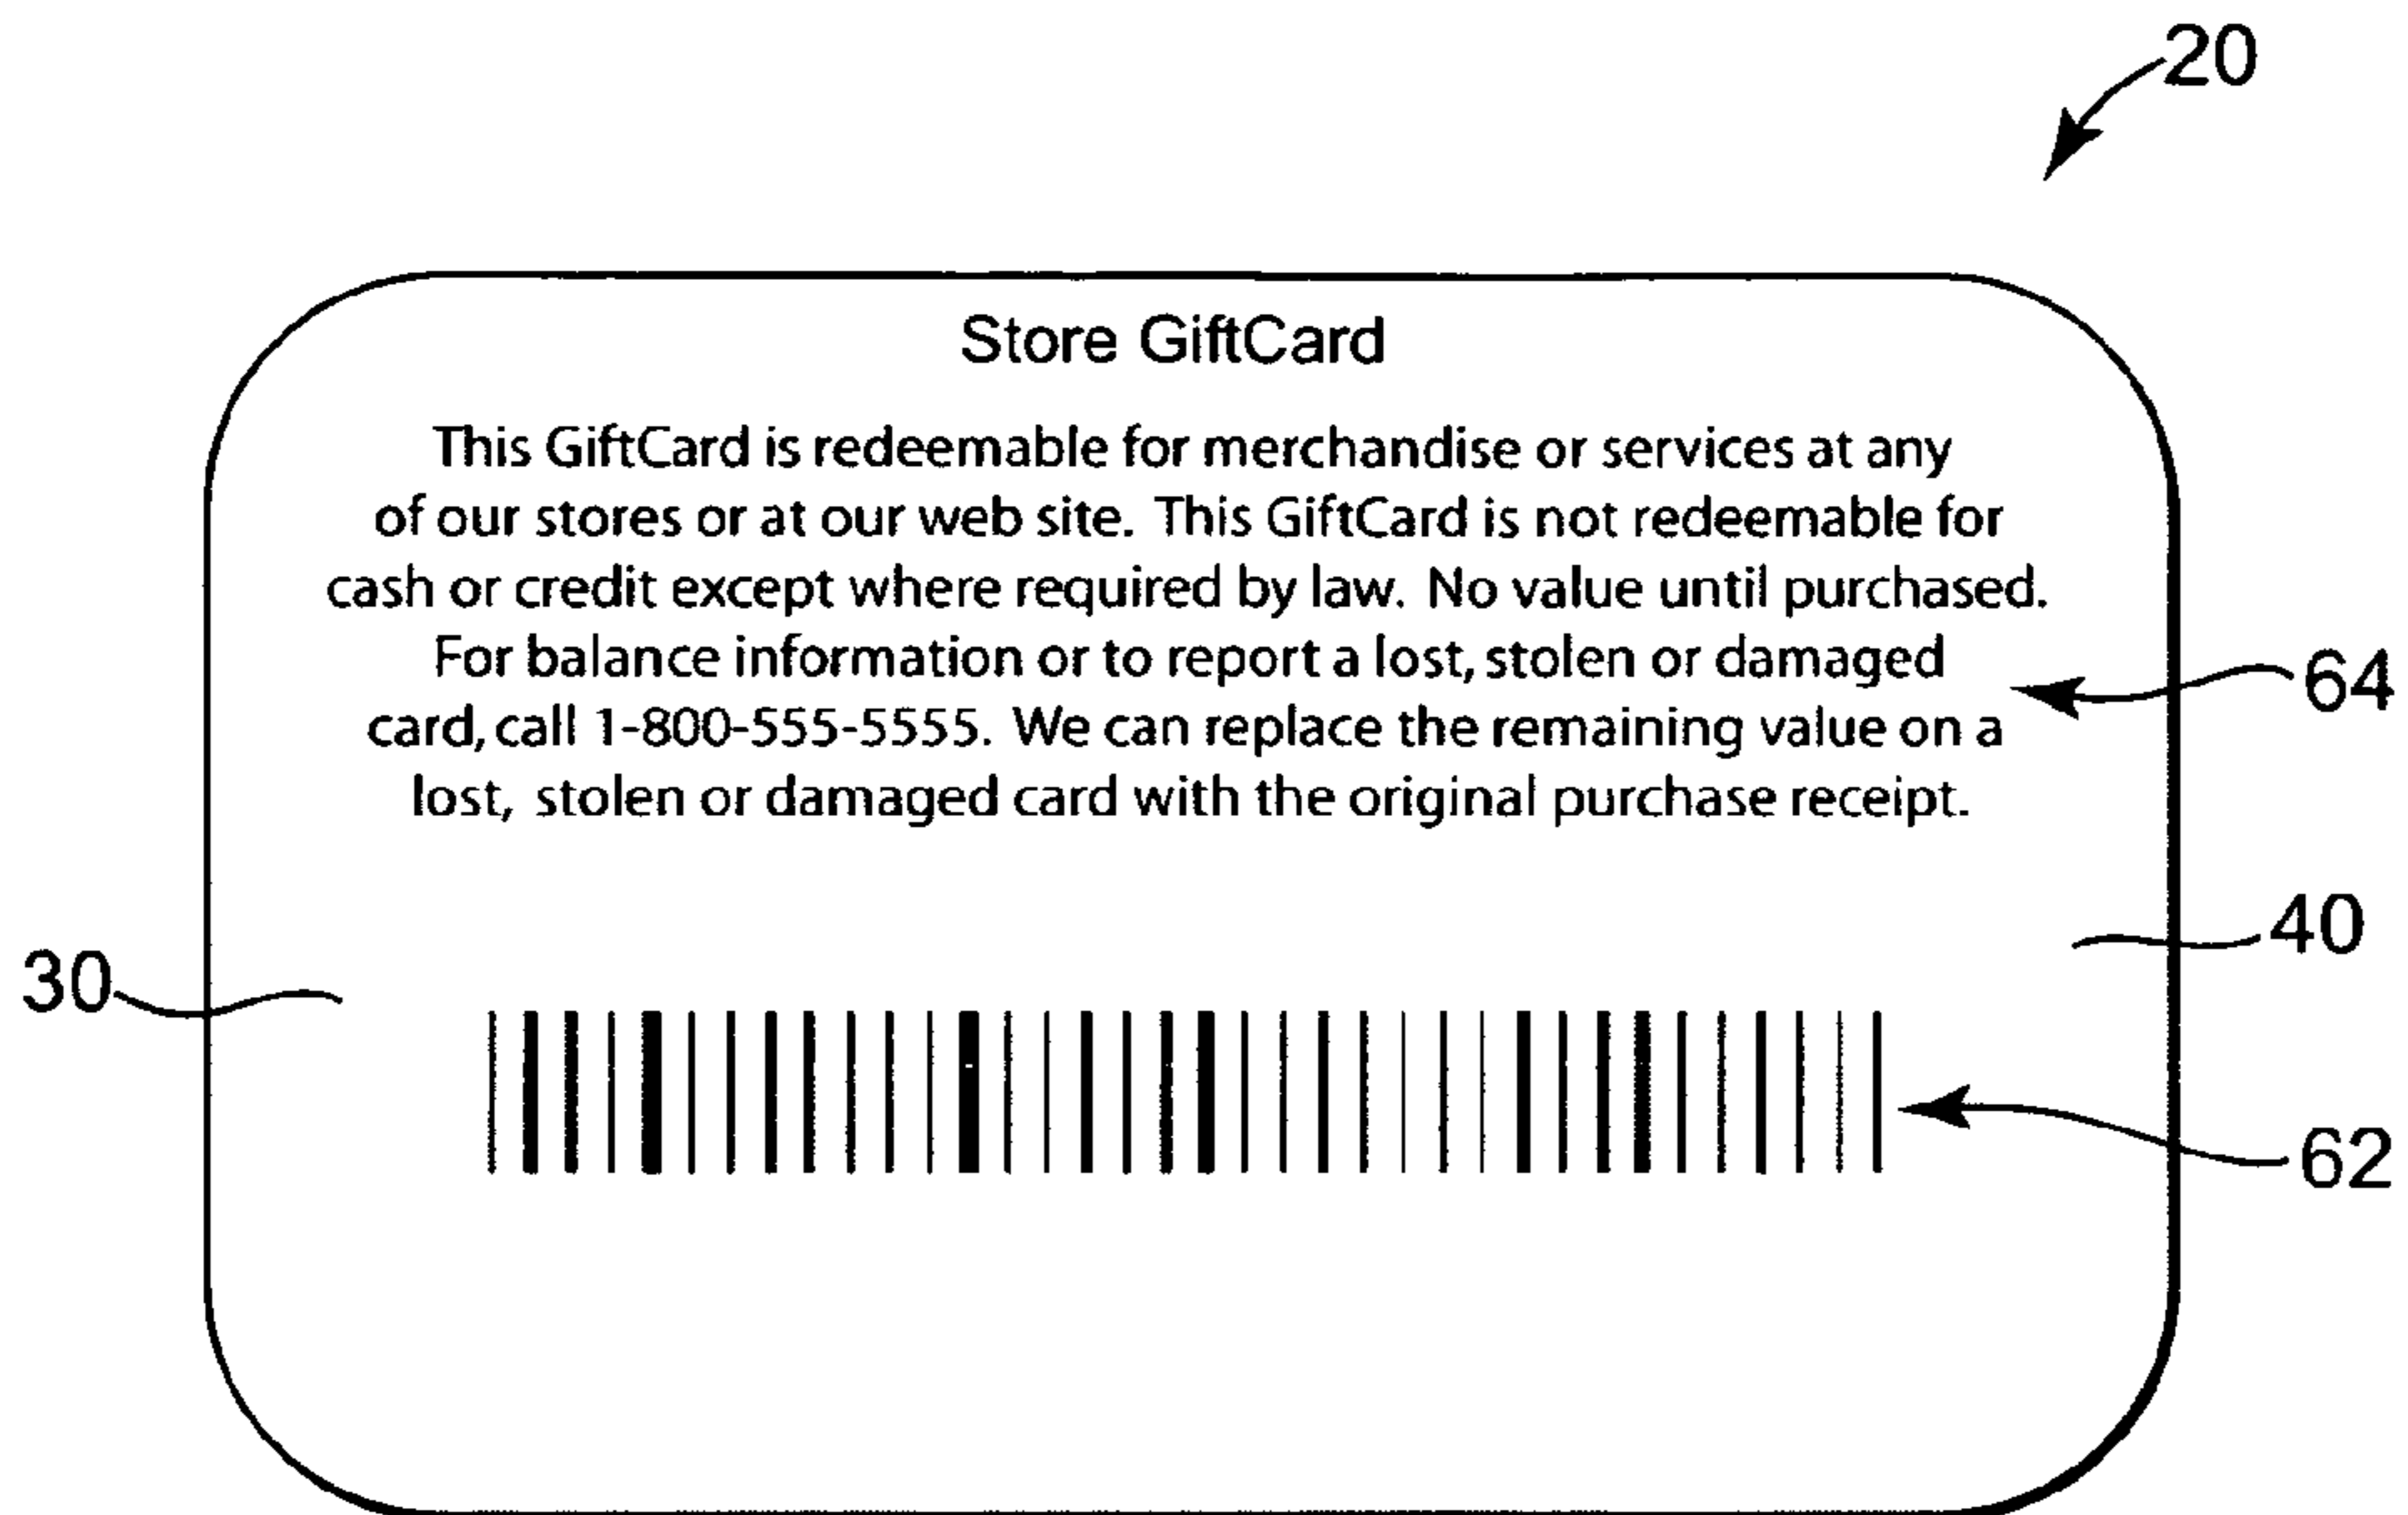 20
Store GiftCard
This GiftCard is redeemable for merchandise or services at any
of our stores or at our web site. This GiftCard is not redeemable for
cash or credit except where required by law. No value until purchased.
For balance information or to report a lost, stolen or damaged
64
card, call 1-800-555-5555. We can replace the remaining value on a
lost, stolen or damaged card with the original purchase receipt.
40
30
62